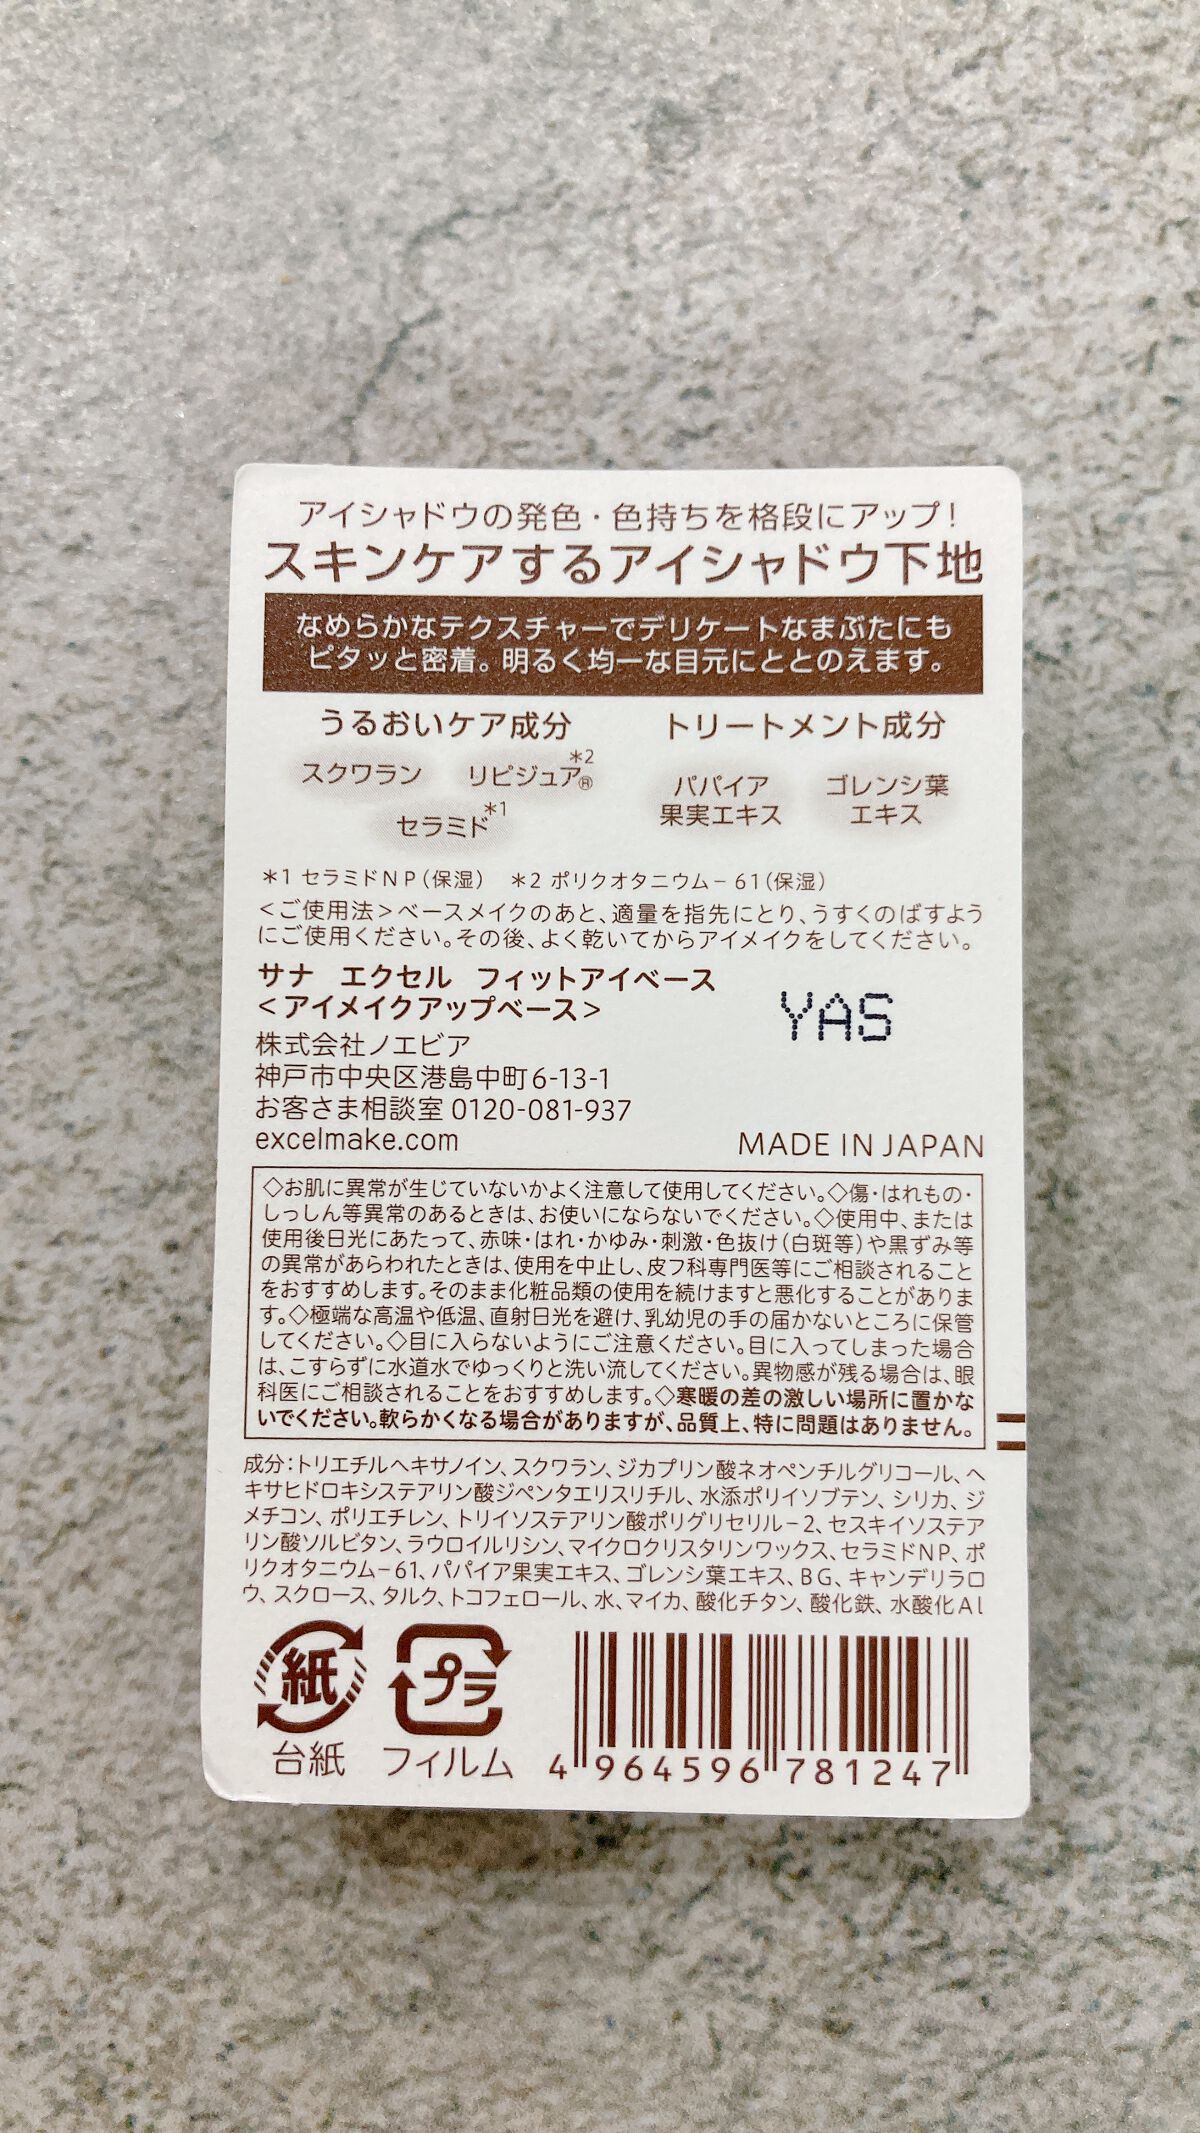 アイシャドウの発色・色持ちを格段にアップ!
スキンケアするアイシャドウ下地
なめらかなテクスチャーでデリケートなまぶたにも
ピタッと密着。明るく均一な目元にととのえます。
うるおいケア成分
トリートメント成分
スクワラン リピジュア®*2
セラミド*1
パパイア
果実エキス
ゴレンシ葉
エキス
*1 セラミドNP(保湿) *2 ポリクオタニウム-61(保湿)
<ご使用法>ベースメイクのあと、適量を指先にとり、うすくのばすよう
にご使用ください。その後、よく乾いてからアイメイクをしてください。
サナ エクセル フィットアイベース
<アイメイクアップベース>
YAS
株式会社ノエビア
神戸市中央区港島中町6-13-1
お客さま相談室 0120-081-937
excelmake.com
MADE IN JAPAN
◇お肌に異常が生じていないかよく注意して使用してください。◇傷・はれもの・
しっしん等異常のあるときは、お使いにならないでください。◇使用中、または
使用後日光にあたって、赤味・はれ・かゆみ・刺激・色抜け(白斑等)や黒ずみ等
の異常があらわれたときは、使用を中止し、皮フ科専門医等にご相談されること
をおすすめします。そのまま化粧品類の使用を続けますと悪化することがありま
す。◇極端な高温や低温、直射日光を避け、乳幼児の手の届かないところに保管
してください。◇目に入らないようにご注意ください。目に入ってしまった場合
は、こすらずに水道水でゆっくりと洗い流してください。異物感が残る場合は、眼
科医にご相談されることをおすすめします。◇寒暖の差の激しい場所に置かな
いでください。軟らかくなる場合がありますが、品質上、特に問題はありません。
成分:トリエチルヘキサノイン、スクワラン、ジカプリン酸ネオペンチルグリコール、ヘ
キサヒドロキシステアリン酸ジペンタエリスリチル、水添ポリイソブテン、シリカ、ジ
メチコン、ポリエチレン、トリイソステアリン酸ポリグリセリル-2、セスキイソステア
リン酸ソルビタン、ラウロイルリシン、マイクロクリスタリンワックス、セラミドNP、ポ
リクオタニウム-61、パパイア果実エキス、ゴレンシ葉エキス、BG、キャンデリラロ
ウ、スクロース、タルク、トコフェロール、水、マイカ、酸化チタン、酸化鉄、水酸化Al
紙
プラ
台紙 フィルム
4 964596 781247